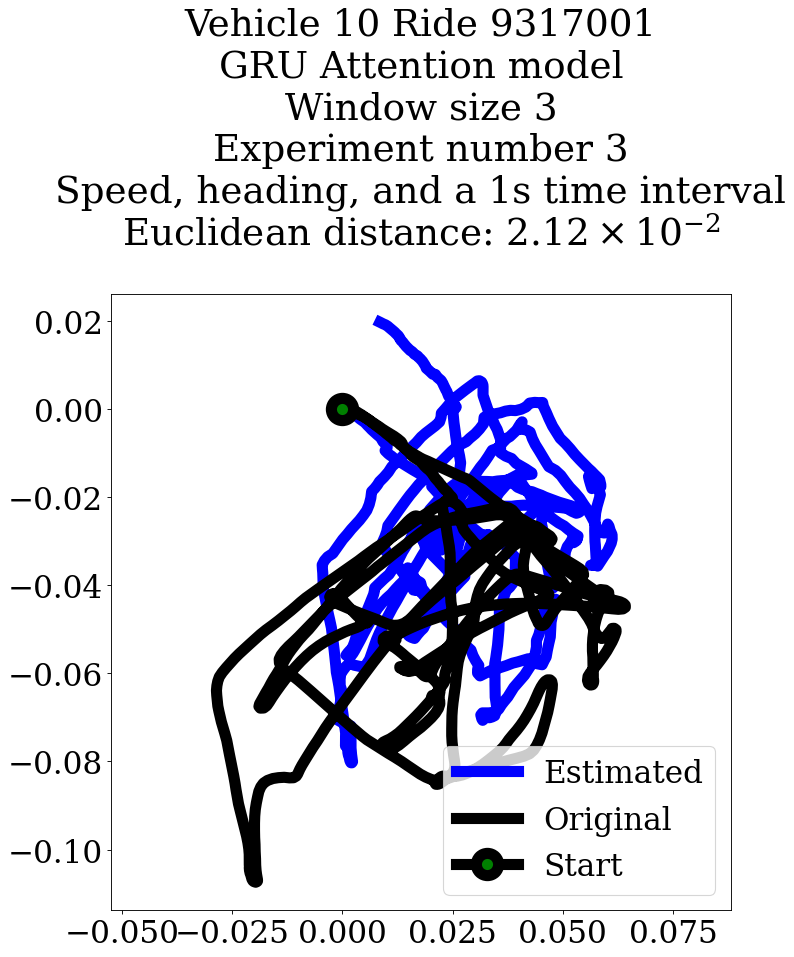 Vehicle 10 Ride 9317001
GRU Attention model
Window size 3
Experiment number 3
Speed, heading, and a 1s time interval
Euclidean distance: 2.12 × 10⁻²
0.02
0.00
−0.02
−0.04
−0.06
−0.08
−0.10
Estimated
Original
Start
−0.050 −0.025 0.000 0.025 0.050 0.075